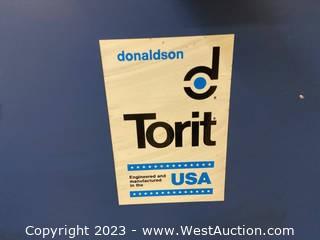 donaldson
d
Torit
Engineered and
manufactured
in the
USA
Copyright 2023 - www.WestAuction.com